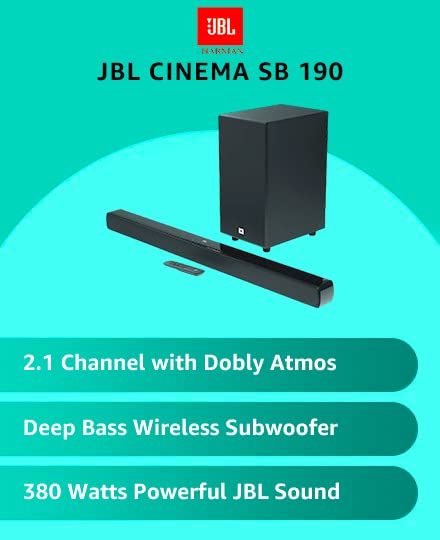 JBL
HARMAN
JBL CINEMA SB 190
JBL
2.1 Channel with Dobly Atmos
Deep Bass Wireless Subwoofer
380 Watts Powerful JBL Sound